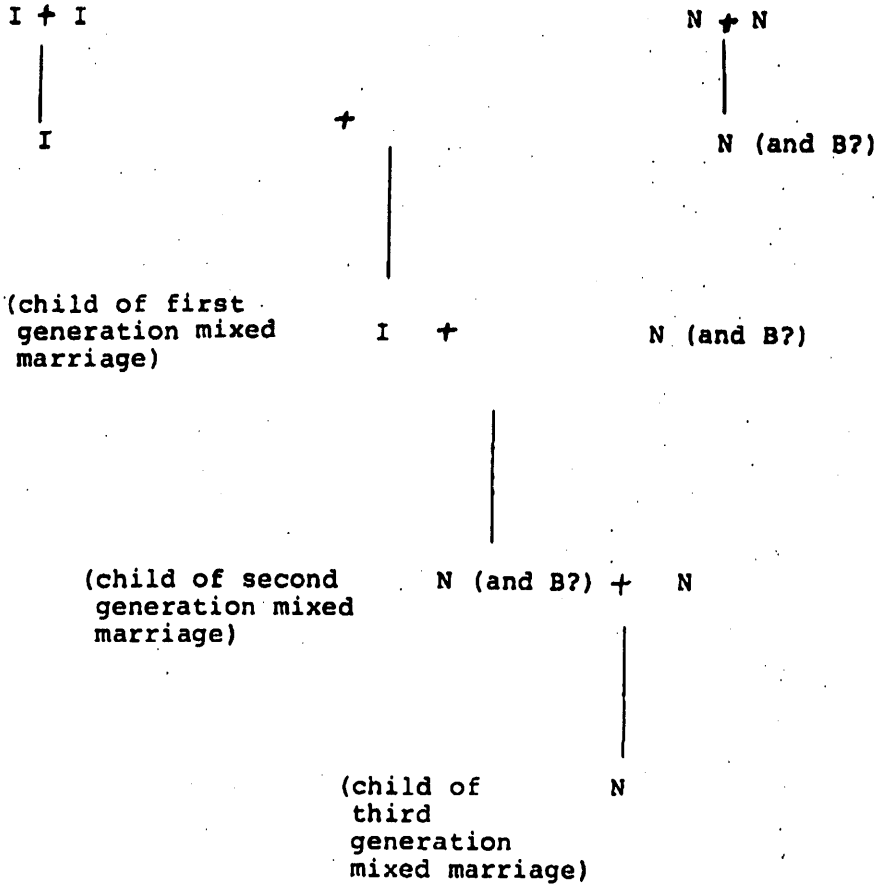 I + I N + N
+
I N (and B?)
(child of first
generation mixed I + N (and B?)
marriage)
(child of second N (and B?) + N
generation mixed
marriage)
(child of N
third
generation
mixed marriage)